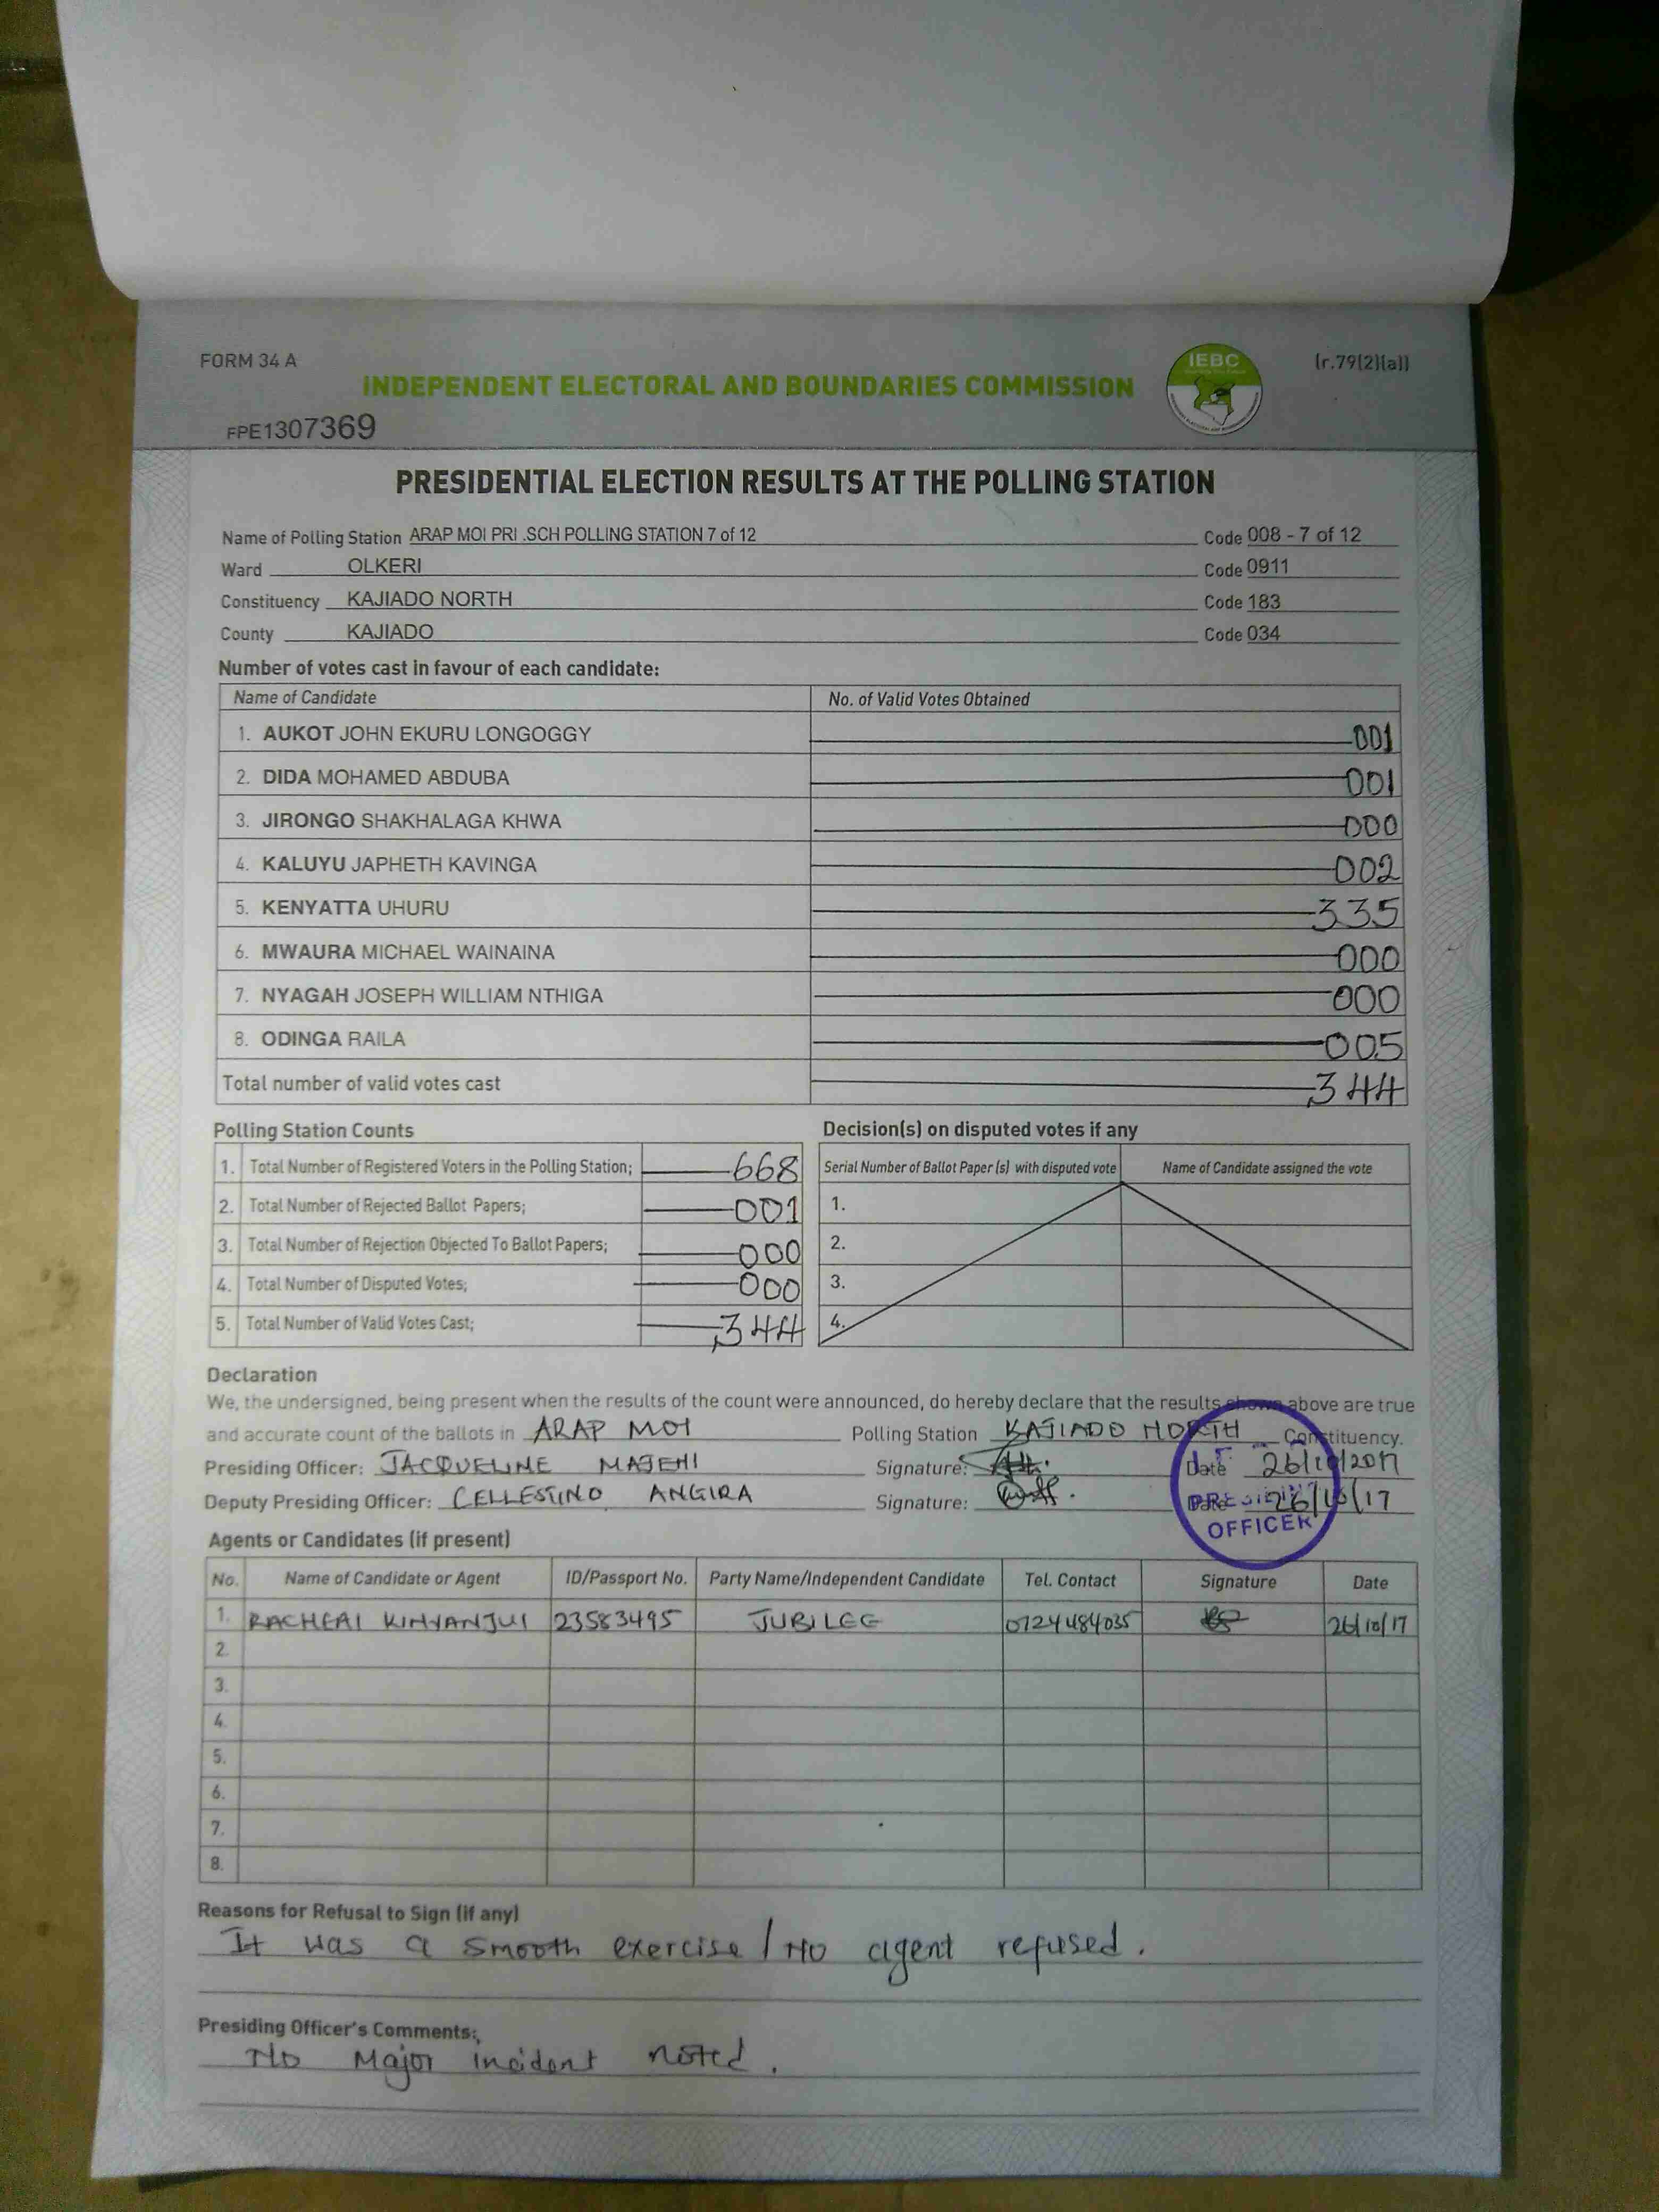 FORM 34 A
IEBC
(r.79(2)(a))
INDEPENDENT ELECTORAL AND BOUNDARIES COMMISSION
FPE1307369
PRESIDENTIAL ELECTION RESULTS AT THE POLLING STATION
Name of Polling Station ARAP MOI PRI .SCH POLLING STATION 7 of 12 Code 008 - 7 of 12
Ward OLKERI Code 0911
Constituency KAJIADO NORTH Code 183
County KAJIADO Code 034
Number of votes cast in favour of each candidate:
Name of Candidate No. of Valid Votes Obtained
1. AUKOT JOHN EKURU LONGOGGY 001
2. DIDA MOHAMED ABDUBA 001
3. JIRONGO SHAKHALAGA KHWA 000
4. KALUYU JAPHETH KAVINGA 002
5. KENYATTA UHURU 335
6. MWAURA MICHAEL WAINAINA 000
7. NYAGAH JOSEPH WILLIAM NTHIGA 000
8. ODINGA RAILA 005
Total number of valid votes cast 344
Polling Station Counts
1. Total Number of Registered Voters in the Polling Station; 668
2. Total Number of Rejected Ballot Papers; 001
3. Total Number of Rejection Objected To Ballot Papers; 000
4. Total Number of Disputed Votes; 000
5. Total Number of Valid Votes Cast; 344
Decision(s) on disputed votes if any
Serial Number of Ballot Paper (s) with disputed vote Name of Candidate assigned the vote
1.
2.
3.
4.
Declaration
We, the undersigned, being present when the results of the count were announced, do hereby declare that the results shown above are true
and accurate count of the ballots in ARAP MOI Polling Station KAJIADO NORTH Constituency.
Presiding Officer: JACQUELINE Signature: Date 26/10/2017
Deputy Presiding Officer: CELLESTINO ANGIRA Signature: Date 26/10/17
PRESIDING
OFFICER
Agents or Candidates (if present)
No. Name of Candidate or Agent ID/Passport No. Party Name/Independent Candidate Tel. Contact Signature Date
1. KINYANJUI 23583495 JUBILEE 0724484035 26/10/17
2.
3.
4.
5.
6.
7.
8.
Reasons for Refusal to Sign (if any)
It was a smooth exercise / No agent refused.
Presiding Officer's Comments:
No Major incident noted.